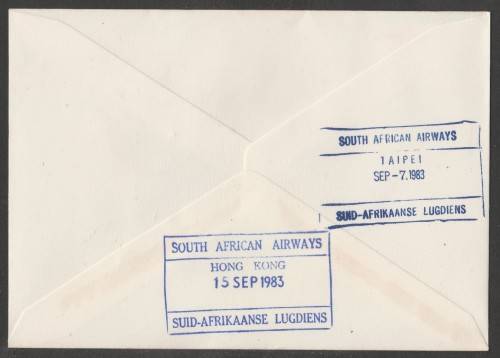 SOUTH AFRICAN AIRWAYS
TAIPEI
SEP -7.1983
SUID-AFRIKAANSE LUGDIENS
SOUTH AFRICAN AIRWAYS
HONG KONG
15 SEP 1983
SUID-AFRIKAANSE LUGDIENS